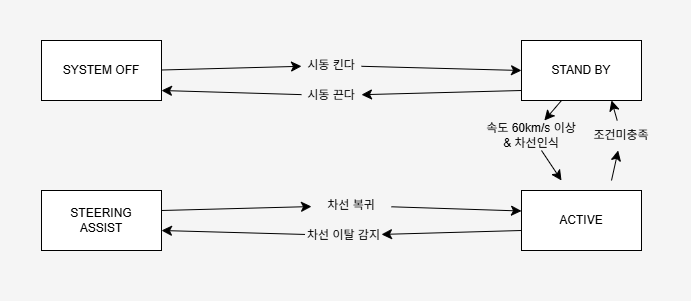 SYSTEM OFF
시동 킨다
STAND BY
시동 끈다
속도 60km/s 이상
& 차선인식
조건미충족
STEERING
ASSIST
차선 복귀
ACTIVE
차선 이탈 감지